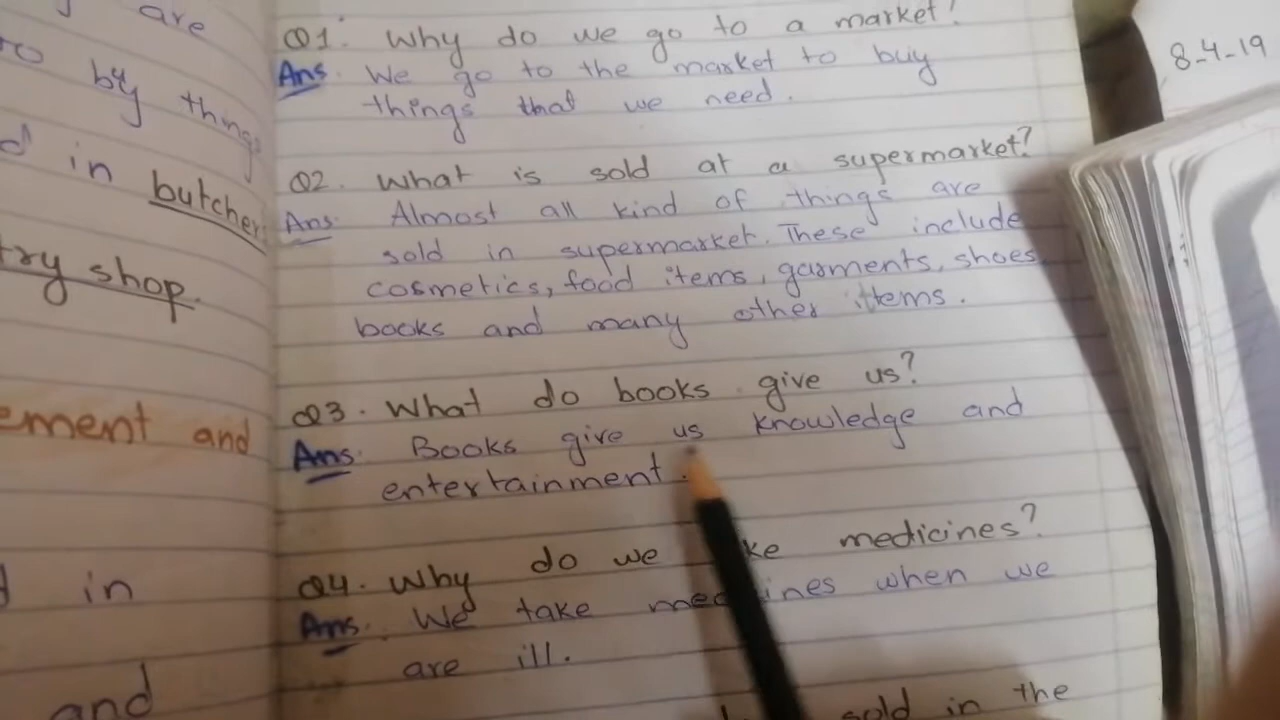 are
by things
in butcher
try shop.
ement and
in
and
Q1. Why do we go to a market?
Ans. We go to the market to buy
things that we need.
Q2. What is sold at a supermarket?
Ans. Almost all kind of things are
sold in supermarket. These include
cosmetics, food items, garments, shoes
books and many other items.
Q3. What do books give us?
Ans. Books give us knowledge and
entertainment.
Q4. Why do we ke medicines?
Ans. We take medicines when we
are ill.
sold in the
8-4-19